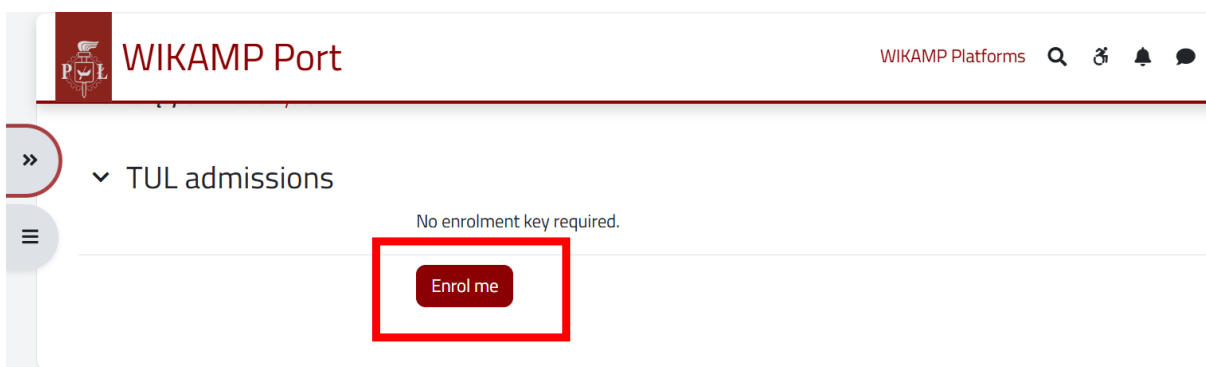 P Ł
WIKAMP Port
WIKAMP Platforms
TUL admissions
No enrolment key required.
Enrol me